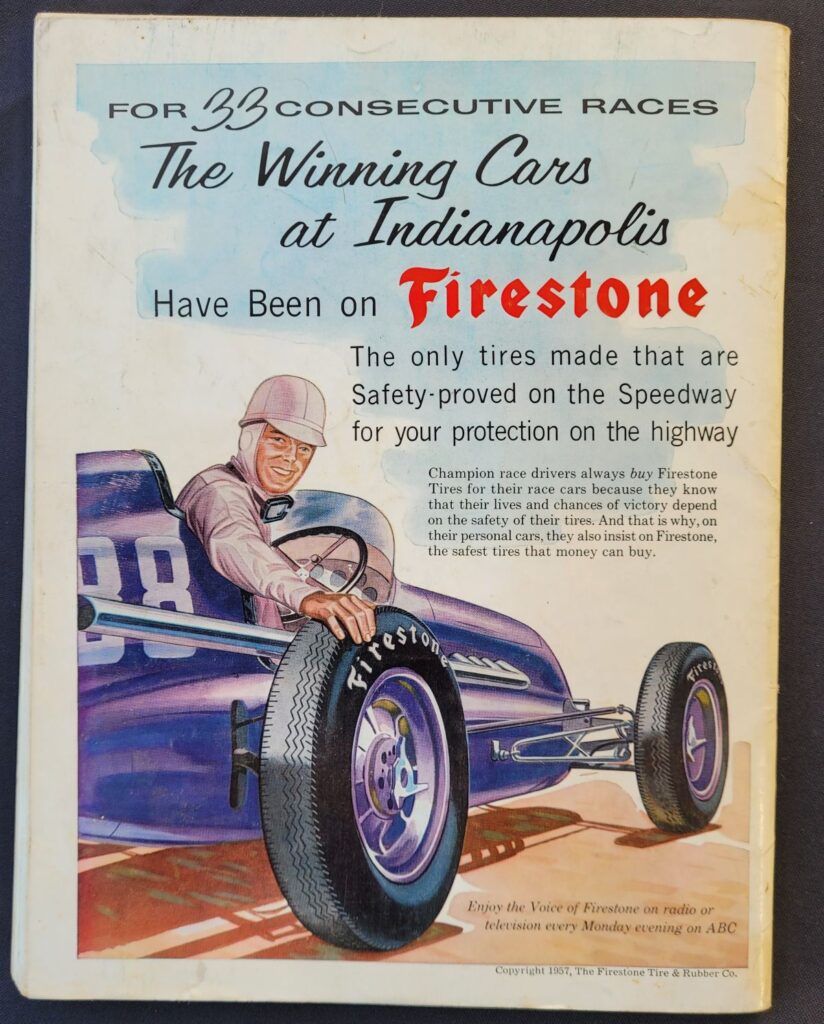 FOR 33 CONSECUTIVE RACES
The Winning Cars
at Indianapolis
Have Been on Firestone
The only tires made that are
Safety-proved on the Speedway
for your protection on the highway
Champion race drivers always buy Firestone
Tires for their race cars because they know
that their lives and chances of victory depend
on the safety of their tires. And that is why, on
their personal cars, they also insist on Firestone,
the safest tires that money can buy.
88
Firestone
Firestone
Enjoy the Voice of Firestone on radio or
television every Monday evening on ABC
Copyright 1957, The Firestone Tire & Rubber Co.